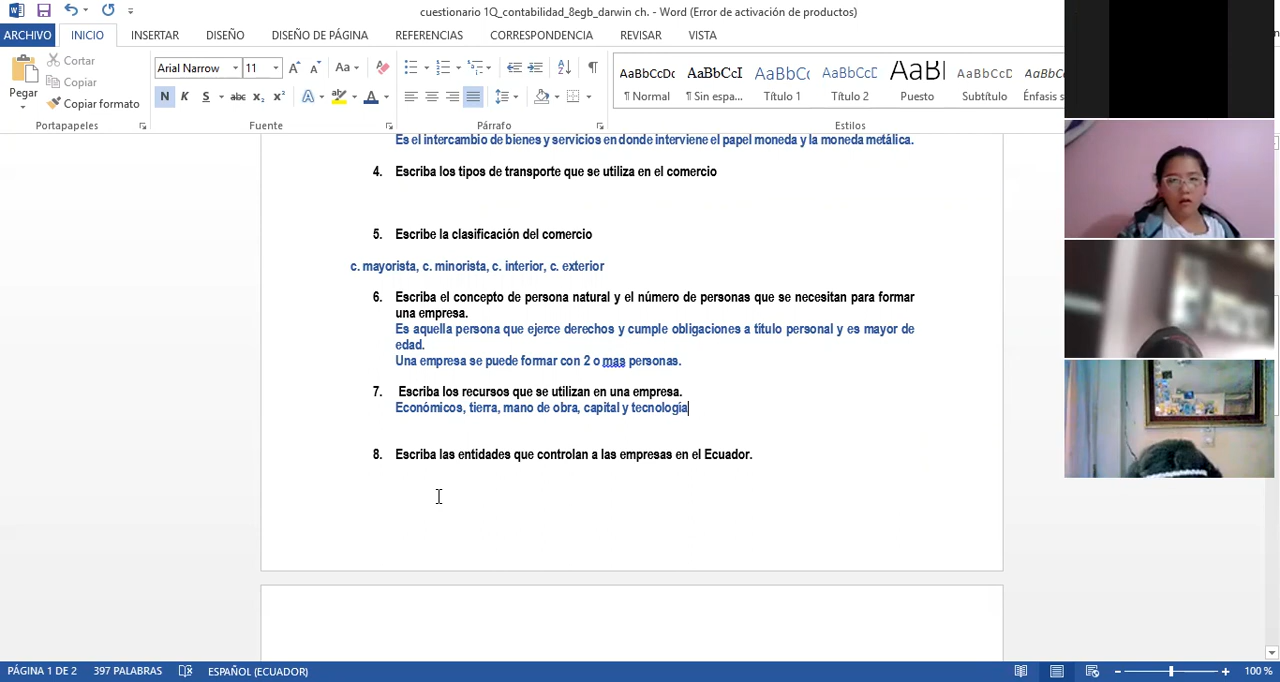 cuestionario 1Q_contabilidad_8egb_darwin ch. - Word (Error de activación de productos)
ARCHIVO INICIO INSERTAR DISEÑO DISEÑO DE PÁGINA REFERENCIAS CORRESPONDENCIA REVISAR VISTA
Pegar
Cortar
Copiar
Copiar formato
Portapapeles
Arial Narrow 11
Aa
N K S abc x₂ x²
A A
Fuente
Párrafo
AaBbCcDc AaBbCcI AaBbCc AaBbCcD AaBl AaBbCcD AaBbCc
¶ Normal ¶ Sin espa... Título 1 Título 2 Puesto Subtítulo Énfasis s
Estilos
Es el intercambio de bienes y servicios en donde interviene el papel moneda y la moneda metálica.
4. Escriba los tipos de transporte que se utiliza en el comercio
5. Escribe la clasificación del comercio
c. mayorista, c. minorista, c. interior, c. exterior
6. Escriba el concepto de persona natural y el número de personas que se necesitan para formar
una empresa.
Es aquella persona que ejerce derechos y cumple obligaciones a título personal y es mayor de
edad.
Una empresa se puede formar con 2 o mas personas.
7. Escriba los recursos que se utilizan en una empresa.
Económicos, tierra, mano de obra, capital y tecnología
8. Escriba las entidades que controlan a las empresas en el Ecuador.
PÁGINA 1 DE 2 397 PALABRAS ESPAÑOL (ECUADOR) 100 %